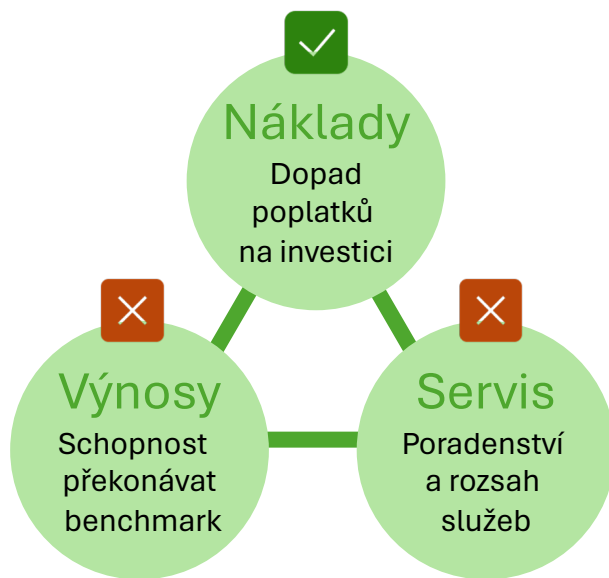 Náklady
Dopad
poplatků
na investici
Výnosy
Schopnost
překonávat
benchmark
Servis
Poradenství
a rozsah
služeb